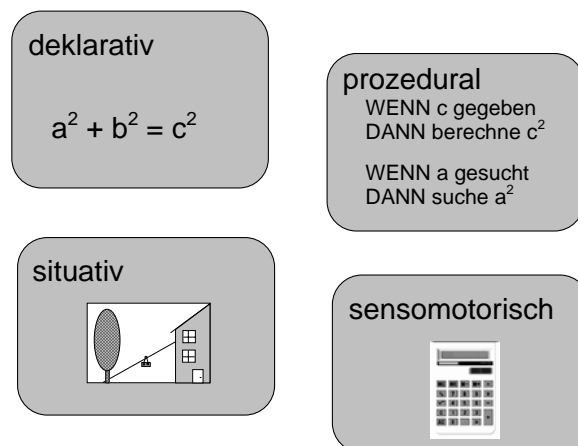 deklarativ
a² + b² = c²
prozedural
WENN c gegeben
DANN berechne c²
WENN a gesucht
DANN suche a²
situativ
sensomotorisch